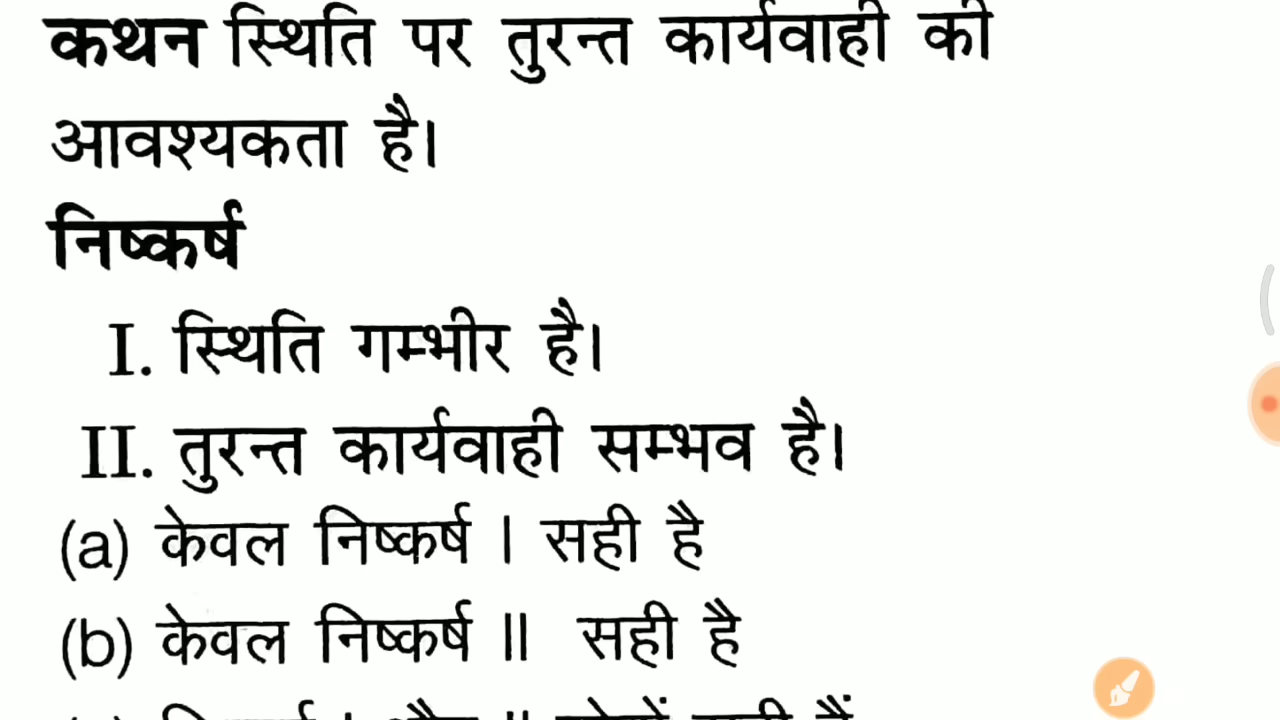 कथन स्थिति पर तुरन्त कार्यवाही की
आवश्यकता है।
निष्कर्ष
I. स्थिति गम्भीर है।
II. तुरन्त कार्यवाही सम्भव है।
(a) केवल निष्कर्ष I सही है
(b) केवल निष्कर्ष II सही है